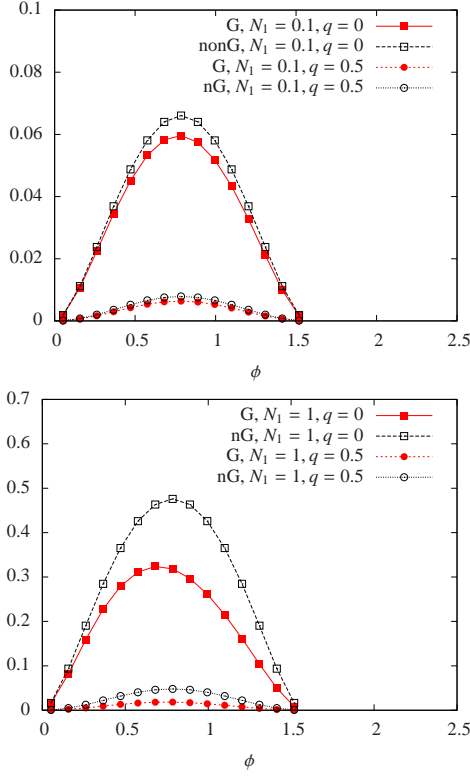 0.1
0.08
0.06
0.04
0.02
0
0 0.5 1 1.5 2 2.5
ϕ
G, N₁ = 0.1, q = 0
nonG, N₁ = 0.1, q = 0
G, N₁ = 0.1, q = 0.5
nG, N₁ = 0.1, q = 0.5
0.7
0.6
0.5
0.4
0.3
0.2
0.1
0
0 0.5 1 1.5 2 2.5
ϕ
G, N₁ = 1, q = 0
nG, N₁ = 1, q = 0
G, N₁ = 1, q = 0.5
nG, N₁ = 1, q = 0.5